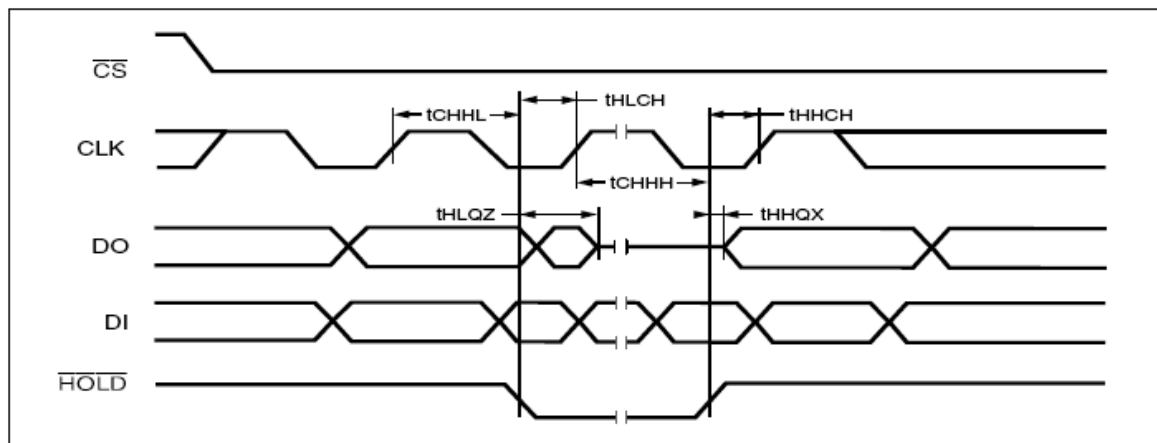 CS
tHLCH
tCHHL
tHHCH
CLK
tCHHH
tHLQZ
tHHQX
DO
DI
HOLD